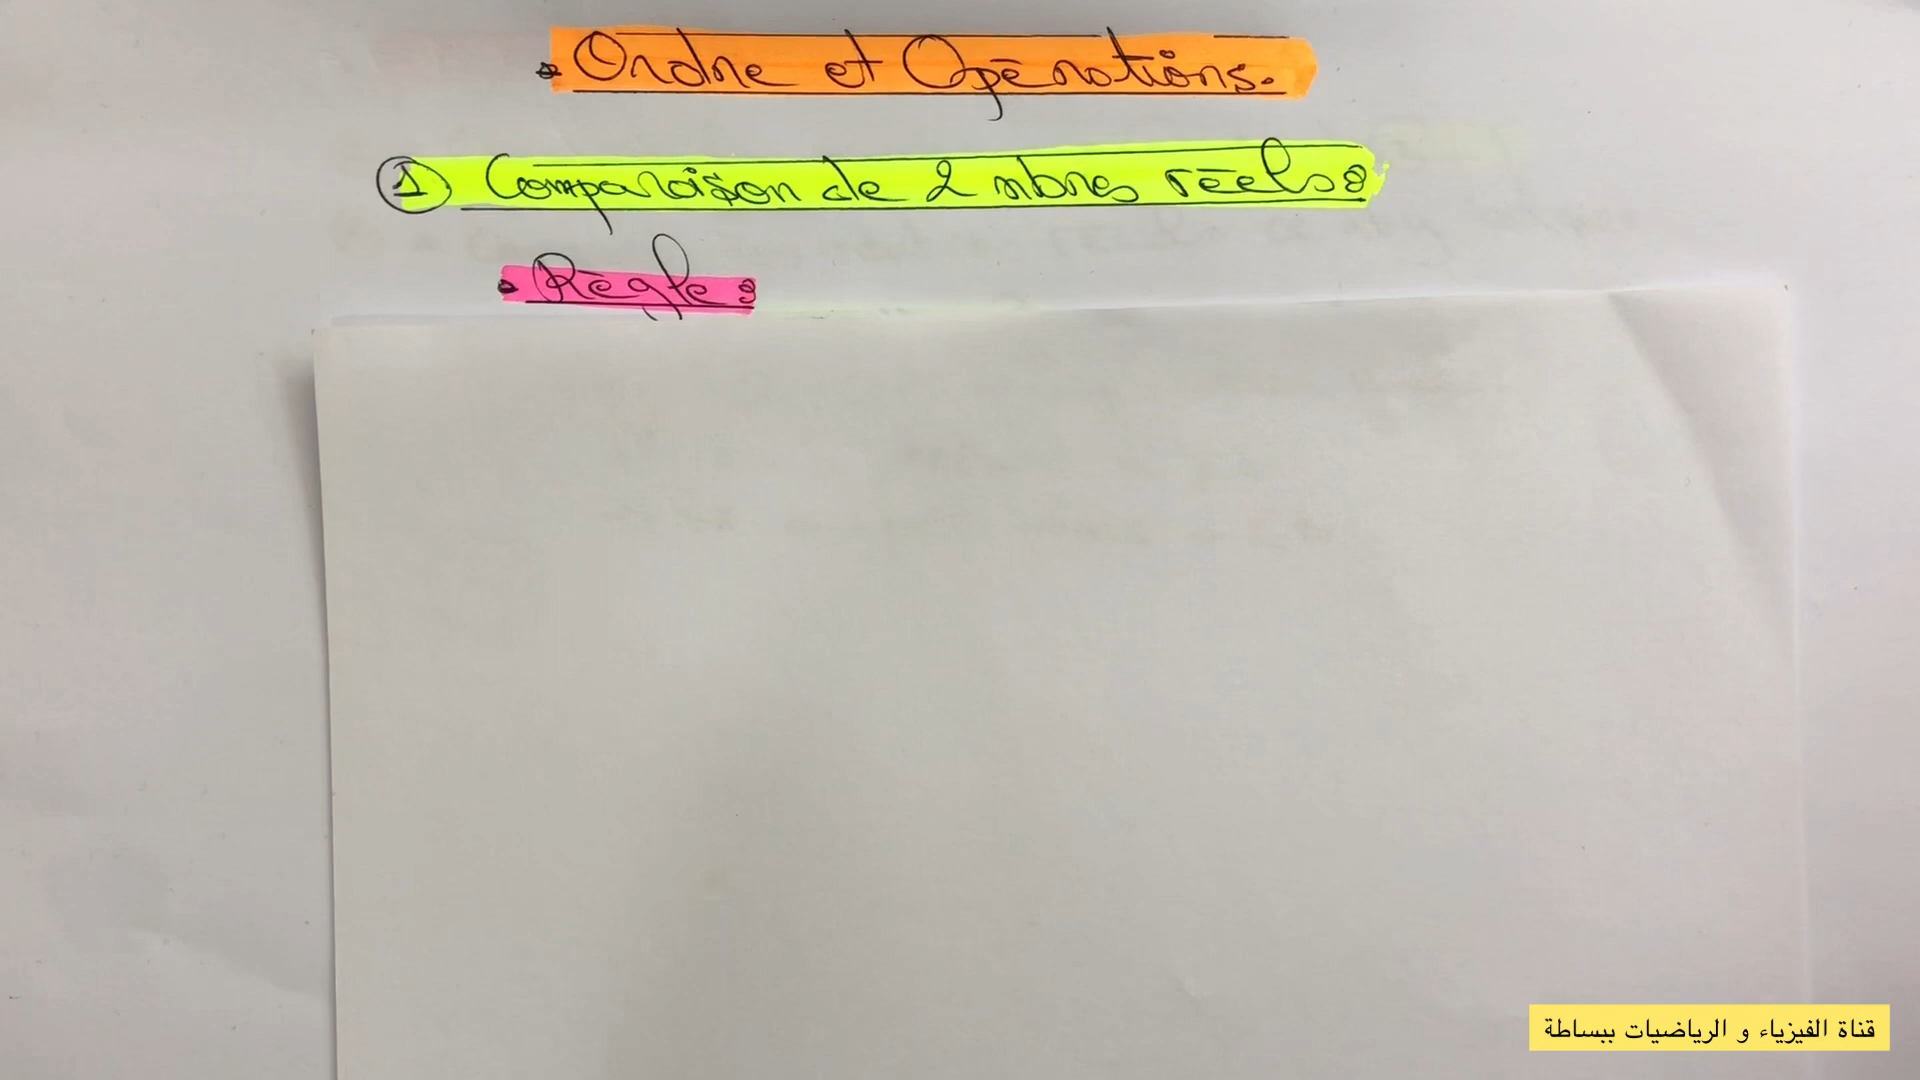 Ordre et Opérations.
① Comparaison de 2 nbres réels :
Règle :
قناة الفيزياء و الرياضيات ببساطة